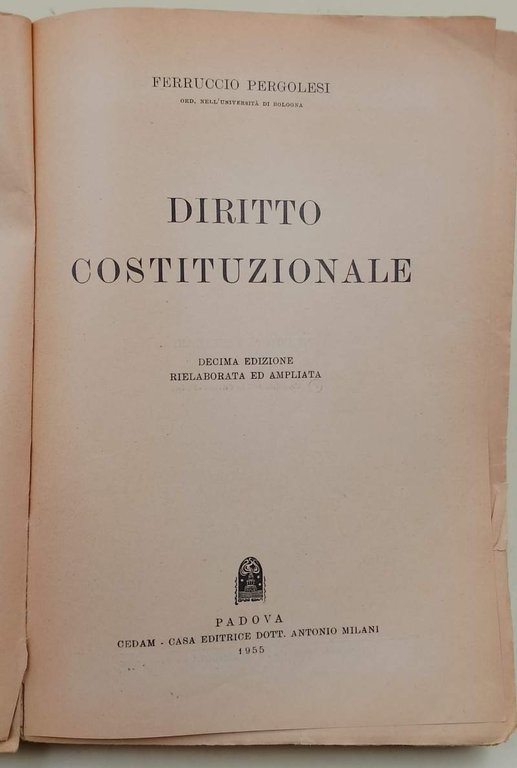 FERRUCCIO PERGOLESI
ORD. NELL'UNIVERSITÀ DI BOLOGNA
DIRITTO
COSTITUZIONALE
DECIMA EDIZIONE
RIELABORATA ED AMPLIATA
PADOVA
CEDAM - CASA EDITRICE DOTT. ANTONIO MILANI
1955